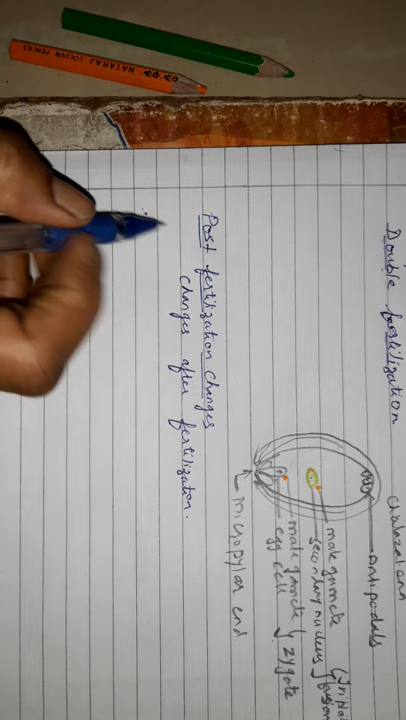 Double fertilization
chalazal end
Antipodals
male gamete
secondary nucleus
fusion
male gamete
egg cell
zygote
micropylar end
Post fertilization changes
changes after fertilization.
NATARAJ COLOUR PENCILS